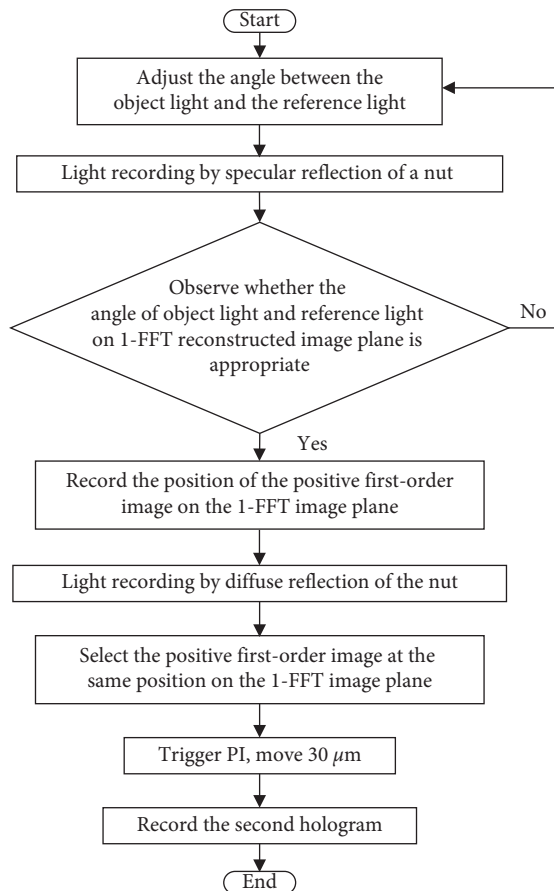 Start
Adjust the angle between the
object light and the reference light
Light recording by specular reflection of a nut
Observe whether the
angle of object light and reference light
on 1-FFT reconstructed image plane is
appropriate
No
Yes
Record the position of the positive first-order
image on the 1-FFT image plane
Light recording by diffuse reflection of the nut
Select the positive first-order image at the
same position on the 1-FFT image plane
Trigger PI, move 30 μm
Record the second hologram
End